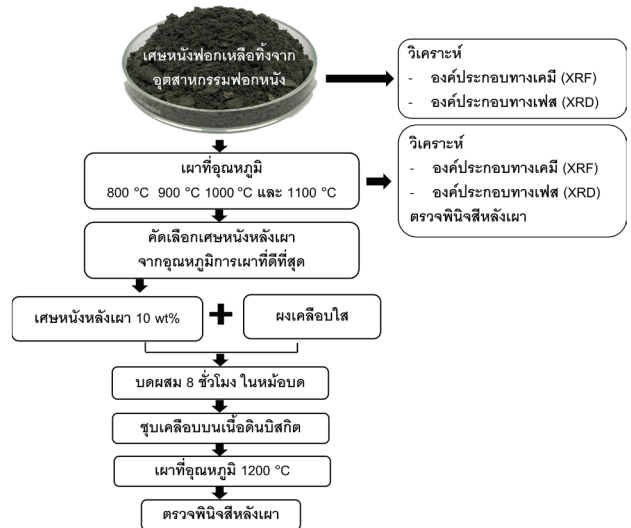 เศษหนังฟอกเหลือทิ้งจาก
อุตสาหกรรมฟอกหนัง
วิเคราะห์
- องค์ประกอบทางเคมี (XRF)
- องค์ประกอบทางเฟส (XRD)
เผาที่อุณหภูมิ
800 °C 900 °C 1000 °C และ 1100 °C
วิเคราะห์
- องค์ประกอบทางเคมี (XRF)
- องค์ประกอบทางเฟส (XRD)
ตรวจพินิจสีหลังเผา
คัดเลือกเศษหนังหลังเผา
จากอุณหภูมิการเผาที่ดีที่สุด
เศษหนังหลังเผา 10 wt%
ผงเคลือบใส
บดผสม 8 ชั่วโมง ในหม้อบด
ชุบเคลือบบนเนื้อดินบิสกิต
เผาที่อุณหภูมิ 1200 °C
ตรวจพินิจสีหลังเผา